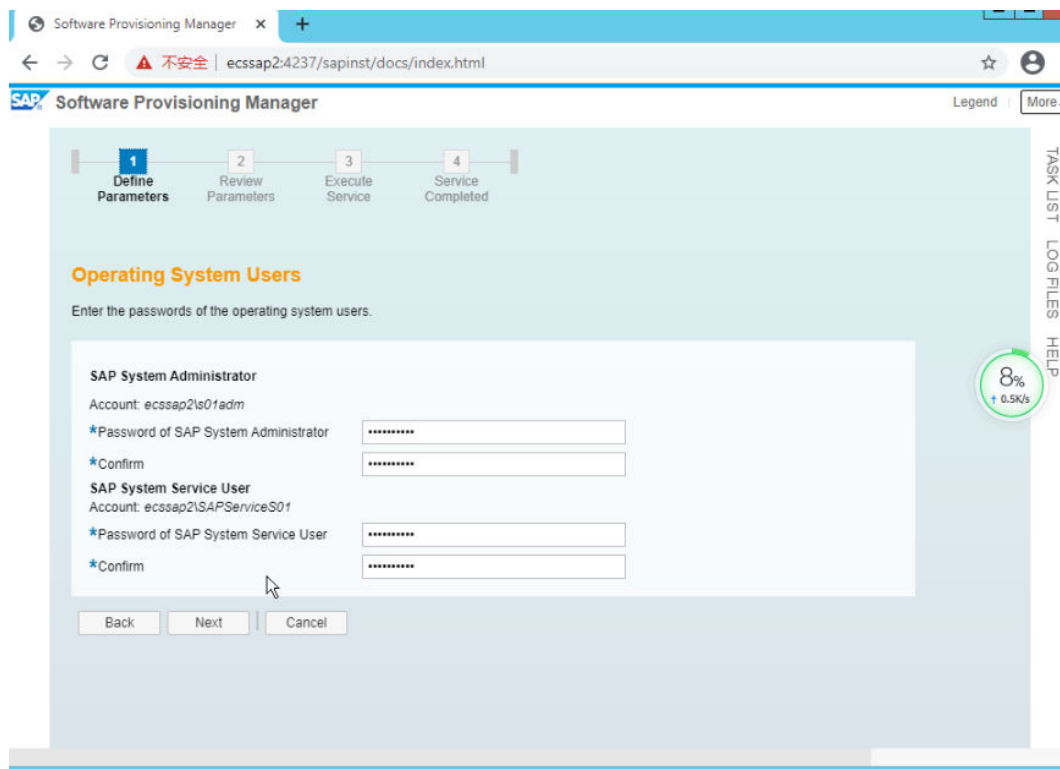 Software Provisioning Manager
不安全 ecssap2:4237/sapinst/docs/index.html
SAP Software Provisioning Manager
Legend
More
1
Define
Parameters
2
Review
Parameters
3
Execute
Service
4
Service
Completed
TASK LIST
LOG FILES
HELP
Operating System Users
Enter the passwords of the operating system users.
SAP System Administrator
Account: ecssap2\s01adm
*Password of SAP System Administrator
••••••••••
*Confirm
••••••••••
SAP System Service User
Account: ecssap2\SAPServiceS01
*Password of SAP System Service User
••••••••••
*Confirm
••••••••••
8%
↑ 0.5K/s
Back
Next
Cancel